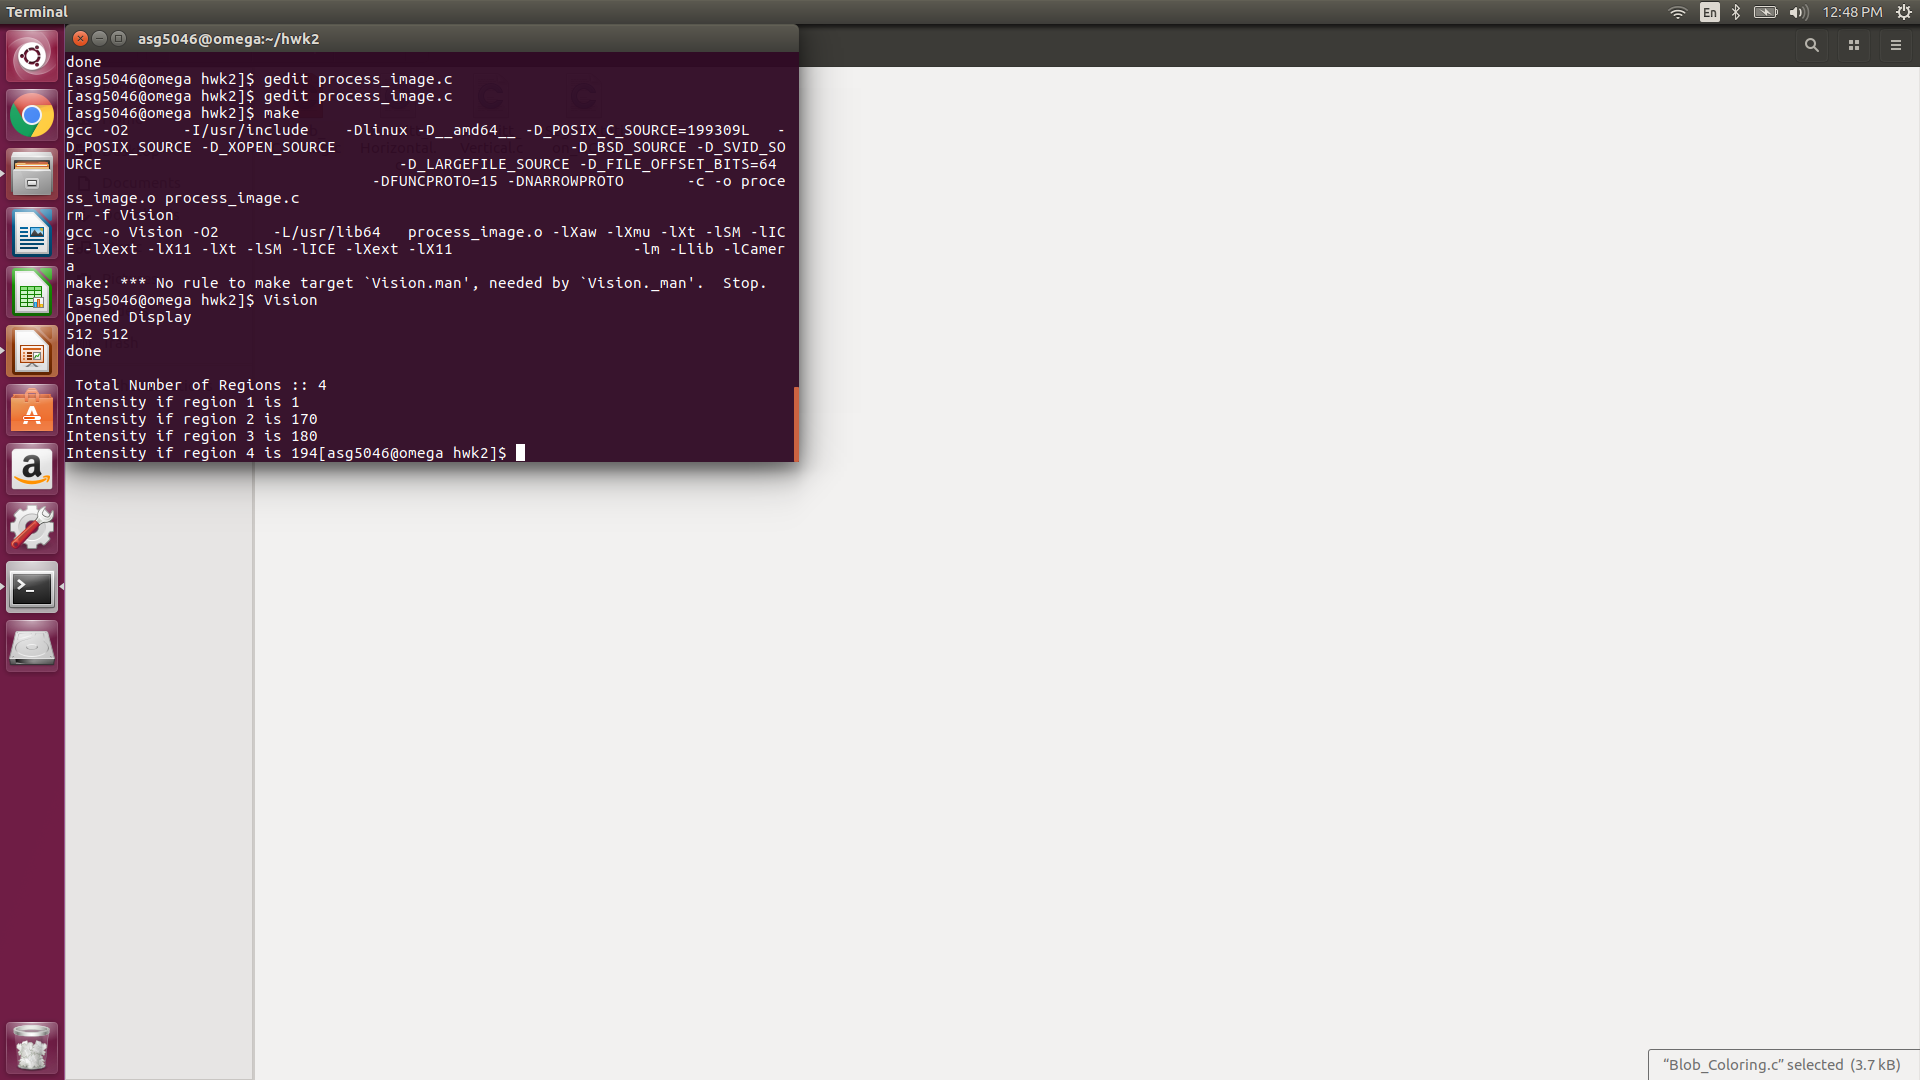 Terminal
En
12:48 PM
asg5046@omega:~/hwk2
done
[asg5046@omega hwk2]$ gedit process_image.c
[asg5046@omega hwk2]$ gedit process_image.c
[asg5046@omega hwk2]$ make
gcc -O2      -I/usr/include    -Dlinux -D__amd64__ -D_POSIX_C_SOURCE=199309L   -
D_POSIX_SOURCE -D_XOPEN_SOURCE                          -D_BSD_SOURCE -D_SVID_SO
URCE                                 -D_LARGEFILE_SOURCE -D_FILE_OFFSET_BITS=64
                                  -DFUNCPROTO=15 -DNARROWPROTO       -c -o proce
ss_image.o process_image.c
rm -f Vision
gcc -o Vision -O2      -L/usr/lib64   process_image.o -lXaw -lXmu -lXt -lSM -lIC
E -lXext -lX11 -lXt -lSM -lICE -lXext -lX11                    -lm -Llib -lCamer
a
make: *** No rule to make target `Vision.man', needed by `Vision._man'.  Stop.
[asg5046@omega hwk2]$ Vision
Opened Display
512 512
done
 Total Number of Regions :: 4
Intensity if region 1 is 1
Intensity if region 2 is 170
Intensity if region 3 is 180
Intensity if region 4 is 194[asg5046@omega hwk2]$
"Blob_Coloring.c" selected (3.7 kB)